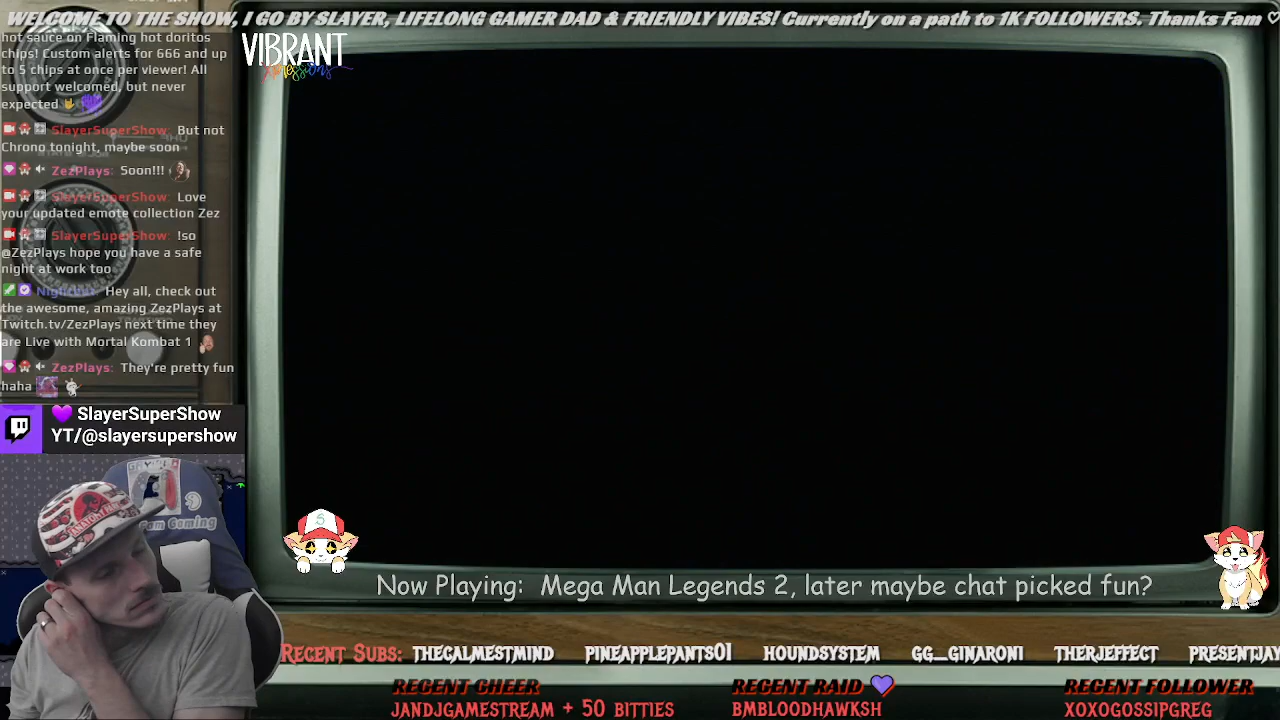 WELCOME TO THE SHOW, I GO BY SLAYER, LIFELONG GAMER DAD & FRIENDLY VIBES! Currently on a path to 1K FOLLOWERS. Thanks Fam ♡
VIBRANT
Xpressions
hot sauce on Flaming hot doritos
chips! Custom alerts for 666 and up
to 5 chips at once per viewer! All
support welcomed, but never
expected
SlayerSuperShow: But not
Chrono tonight, maybe soon
ZezPlays: Soon!!!
SlayerSuperShow: Love
your updated emote collection Zez
SlayerSuperShow: !so
@ZezPlays hope you have a safe
night at work too
Hey all, check out
the awesome, amazing ZezPlays at
Twitch.tv/ZezPlays next time they
are Live with Mortal Kombat 1
ZezPlays: They're pretty fun
haha
SlayerSuperShow
YT/@slayersupershow
Fam Gaming
Now Playing: Mega Man Legends 2, later maybe chat picked fun?
RECENT SUBS: THECALMESTMIND PINEAPPLEPANTS01 HOUNDSYSTEM GG_GINARONI THERJEFFECT PRESENTJAY
RECENT CHEER
JANDJGAMESTREAM + 50 BITTIES
RECENT RAID
BMBLOODHAWKSH
RECENT FOLLOWER
XOXOGOSSIPGREG